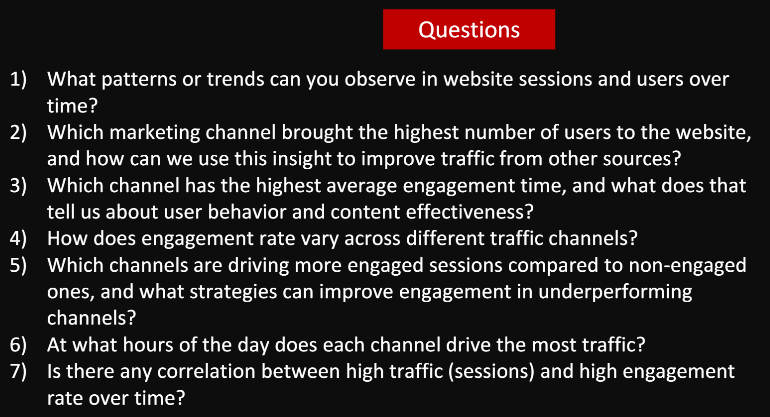 Questions
1) What patterns or trends can you observe in website sessions and users over
time?
2) Which marketing channel brought the highest number of users to the website,
and how can we use this insight to improve traffic from other sources?
3) Which channel has the highest average engagement time, and what does that
tell us about user behavior and content effectiveness?
4) How does engagement rate vary across different traffic channels?
5) Which channels are driving more engaged sessions compared to non-engaged
ones, and what strategies can improve engagement in underperforming
channels?
6) At what hours of the day does each channel drive the most traffic?
7) Is there any correlation between high traffic (sessions) and high engagement
rate over time?